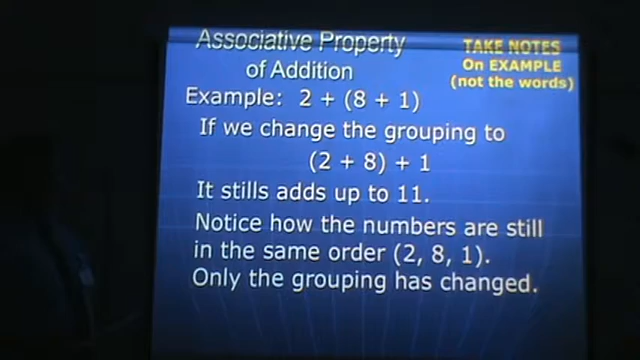 Associative Property
of Addition
TAKE NOTES
On EXAMPLE
(not the words)
Example: 2 + (8 + 1)
If we change the grouping to
(2 + 8) + 1
It stills adds up to 11.
Notice how the numbers are still
in the same order (2, 8, 1).
Only the grouping has changed.